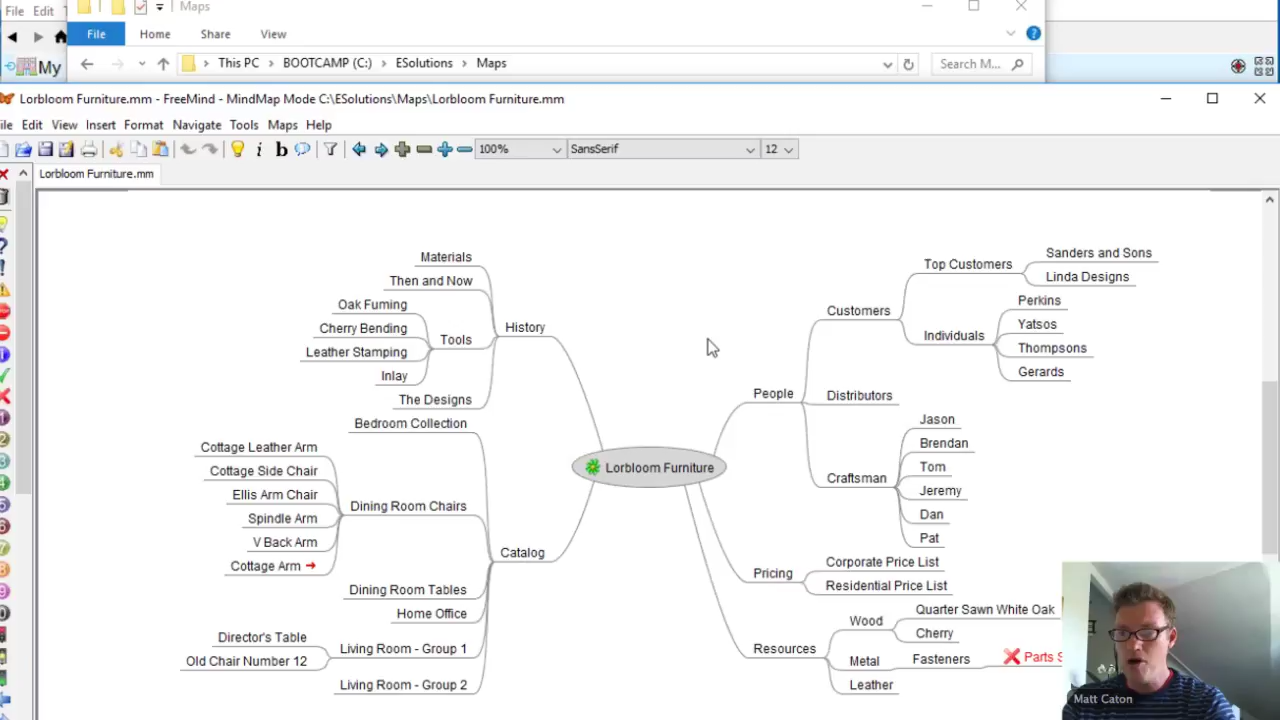 File Edit
Maps
File Home Share View
This PC > BOOTCAMP (C:) > ESolutions > Maps
Search M...
My
Lorbloom Furniture.mm - FreeMind - MindMap Mode C:\ESolutions\Maps\Lorbloom Furniture.mm
ile Edit View Insert Format Navigate Tools Maps Help
100%
SansSerif
12
Lorbloom Furniture.mm
Materials
Then and Now
Oak Fuming
Cherry Bending
Leather Stamping
Inlay
Tools
The Designs
History
Bedroom Collection
Cottage Leather Arm
Cottage Side Chair
Ellis Arm Chair
Spindle Arm
V Back Arm
Cottage Arm
Dining Room Chairs
Dining Room Tables
Home Office
Director's Table
Old Chair Number 12
Living Room - Group 1
Living Room - Group 2
Catalog
Lorbloom Furniture
People
Customers
Top Customers
Sanders and Sons
Linda Designs
Individuals
Perkins
Yatsos
Thompsons
Gerards
Distributors
Craftsman
Jason
Brendan
Tom
Jeremy
Dan
Pat
Pricing
Corporate Price List
Residential Price List
Resources
Wood
Quarter Sawn White Oak
Cherry
Metal
Fasteners
Parts S
Leather
Matt Caton